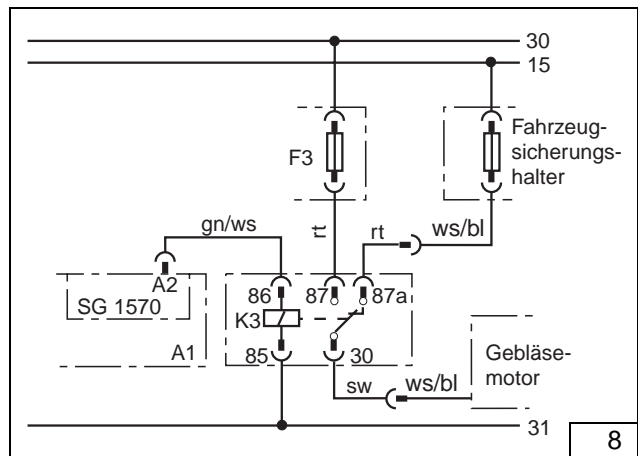 30
15
Fahrzeug-
sicherungs-
halter
F3
gn/ws
rt
rt
ws/bl
A2
SG 1570
A1
86
87
87a
K3
85
30
Gebläse-
motor
sw
ws/bl
31
8